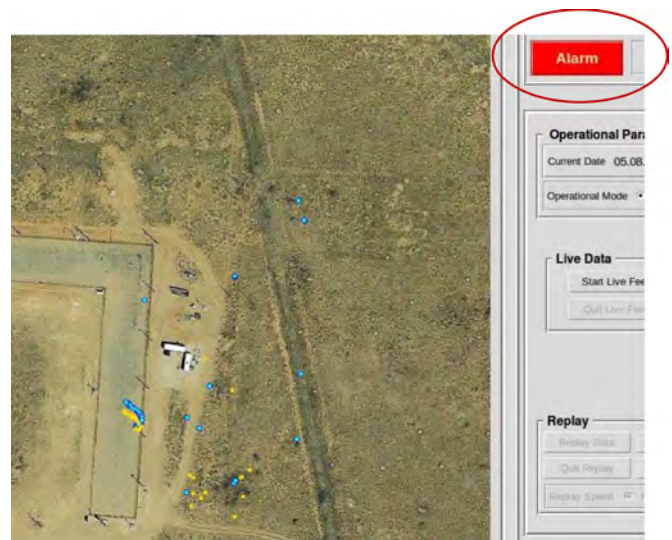 Alarm
Operational Para
Current Date 05.08.
Operational Mode
Live Data
Start Live Fee
Quit Live Fee
Replay
Replay Data
Quit Replay
Replay Speed